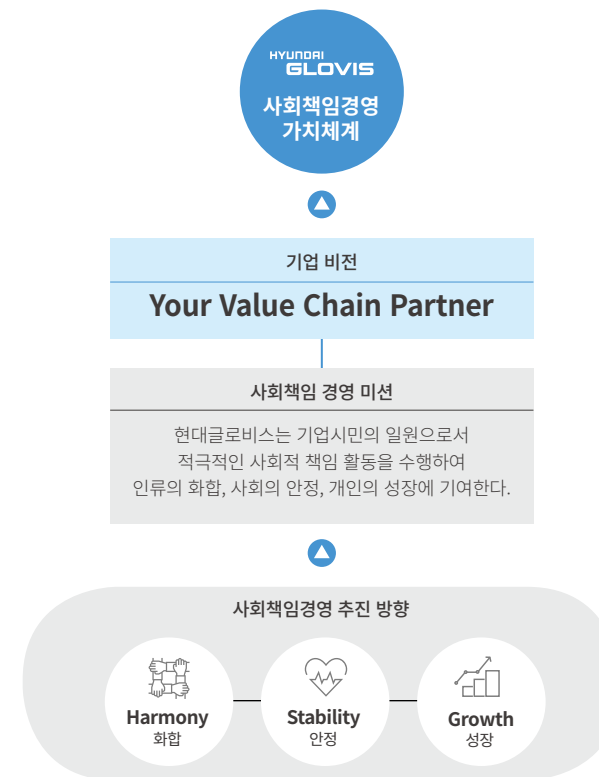 HYUNDAI
GLOVIS
사회책임경영
가치체계
기업 비전
Your Value Chain Partner
사회책임 경영 미션
현대글로비스는 기업시민의 일원으로서
적극적인 사회적 책임 활동을 수행하여
인류의 화합, 사회의 안정, 개인의 성장에 기여한다.
사회책임경영 추진 방향
Harmony
화합
Stability
안정
Growth
성장